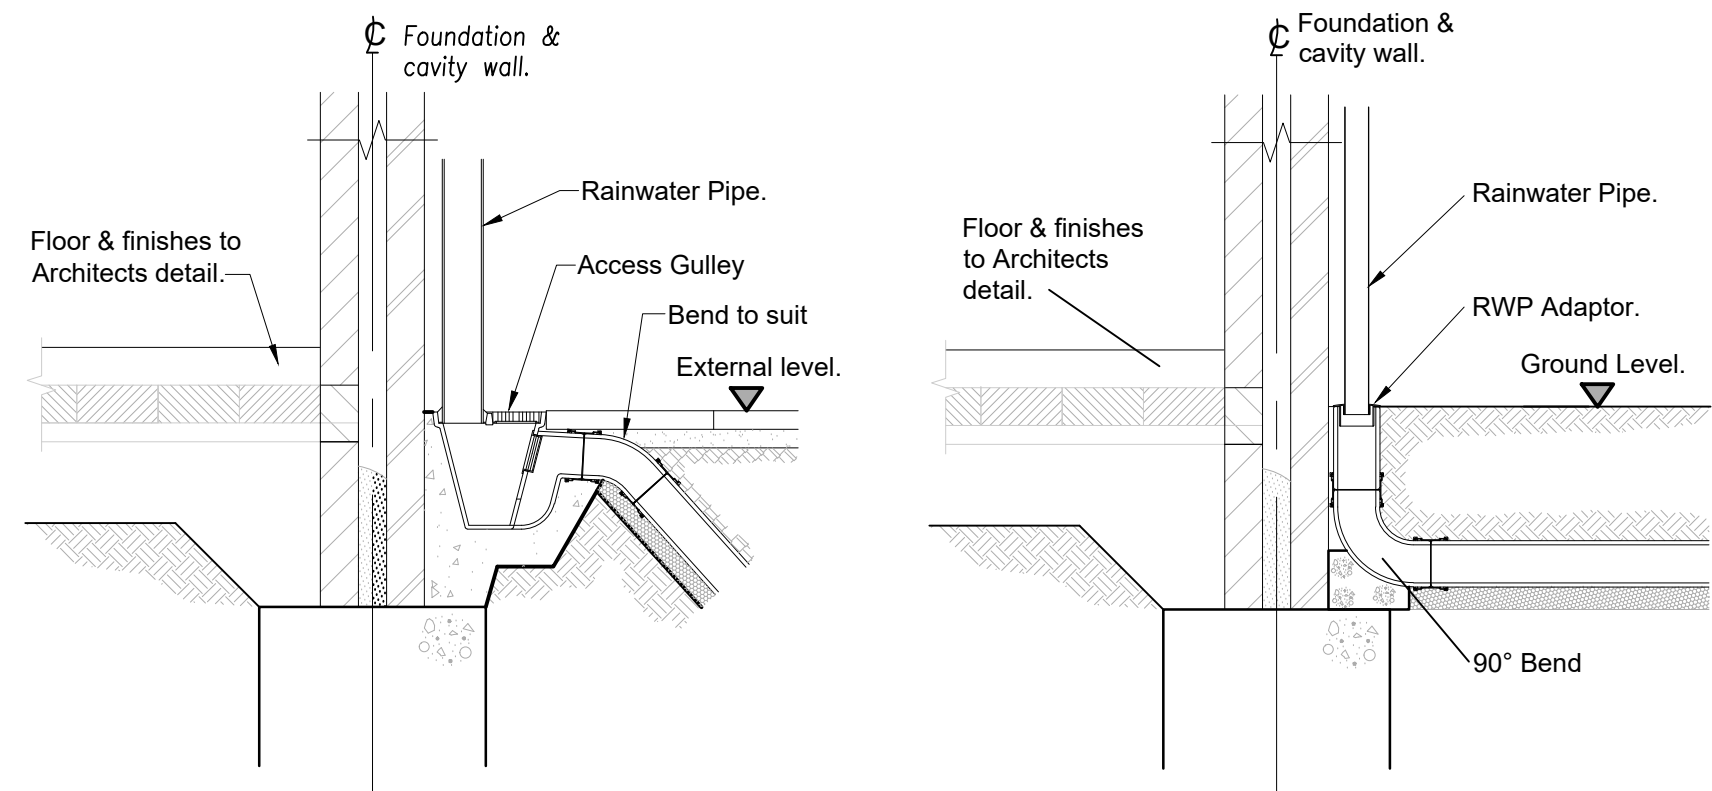 ℄ Foundation &
cavity wall.
Rainwater Pipe.
Floor & finishes to
Architects detail.
Access Gulley
Bend to suit
External level.
℄ Foundation &
cavity wall.
Rainwater Pipe.
Floor & finishes
to Architects
detail.
RWP Adaptor.
Ground Level.
90° Bend